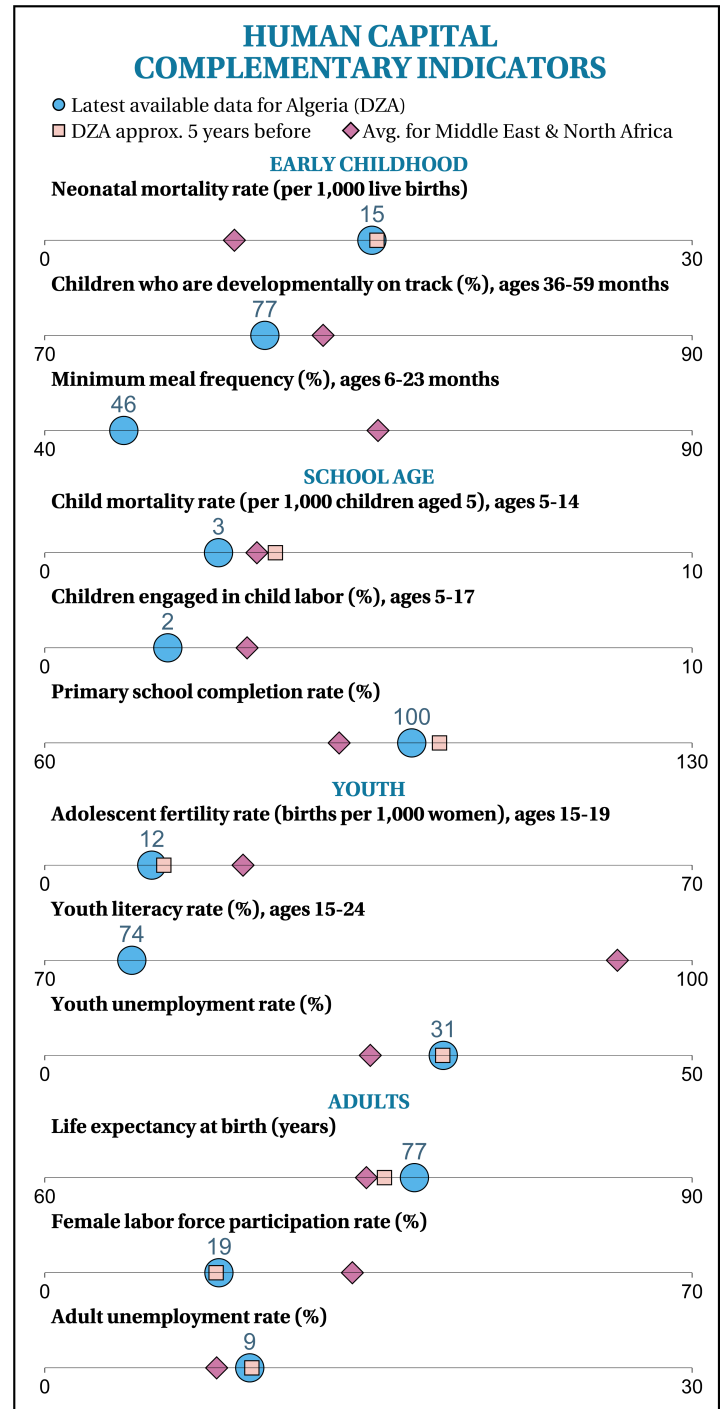 HUMAN CAPITAL
COMPLEMENTARY INDICATORS
Latest available data for Algeria (DZA)
DZA approx. 5 years before Avg. for Middle East & North Africa
EARLY CHILDHOOD
Neonatal mortality rate (per 1,000 live births)
15
0 30
Children who are developmentally on track (%), ages 36-59 months
77
70 90
Minimum meal frequency (%), ages 6-23 months
46
40 90
SCHOOL AGE
Child mortality rate (per 1,000 children aged 5), ages 5-14
3
0 10
Children engaged in child labor (%), ages 5-17
2
0 10
Primary school completion rate (%)
100
60 130
YOUTH
Adolescent fertility rate (births per 1,000 women), ages 15-19
12
0 70
Youth literacy rate (%), ages 15-24
74
70 100
Youth unemployment rate (%)
31
0 50
ADULTS
Life expectancy at birth (years)
77
60 90
Female labor force participation rate (%)
19
0 70
Adult unemployment rate (%)
9
0 30